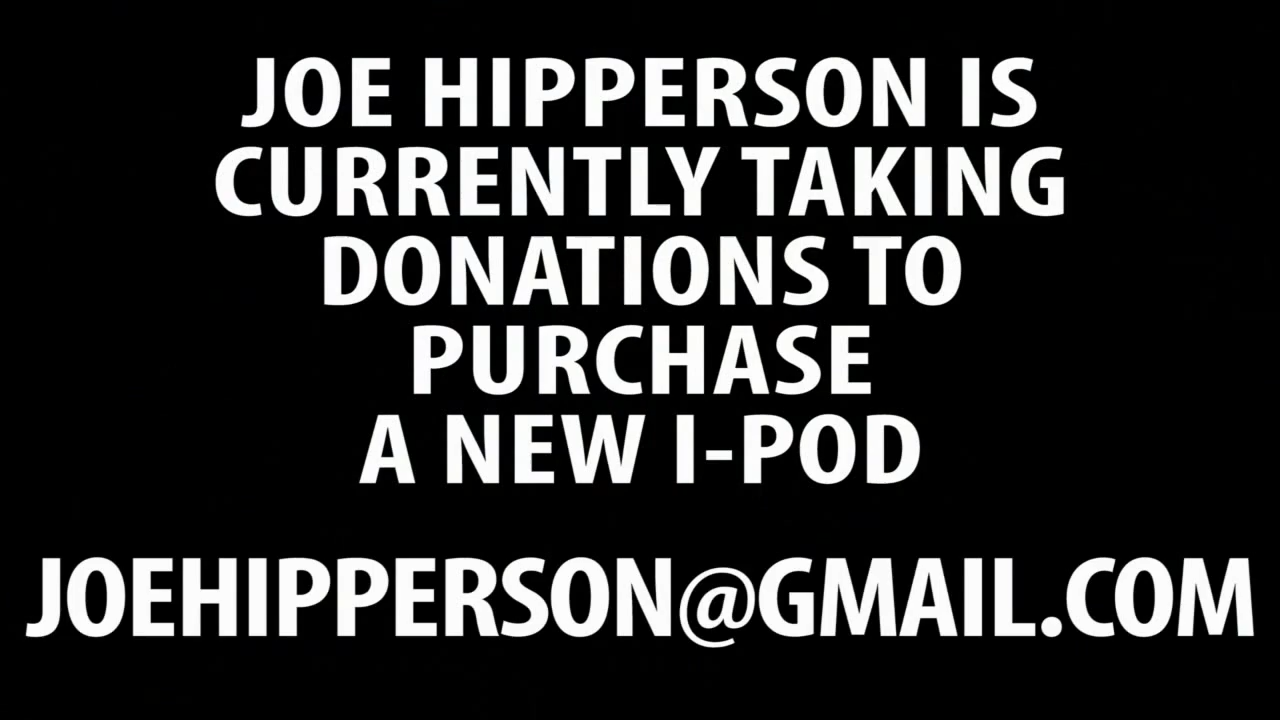 JOE HIPPERSON IS
CURRENTLY TAKING
DONATIONS TO
PURCHASE
A NEW I-POD
JOEHIPPERSON@GMAIL.COM